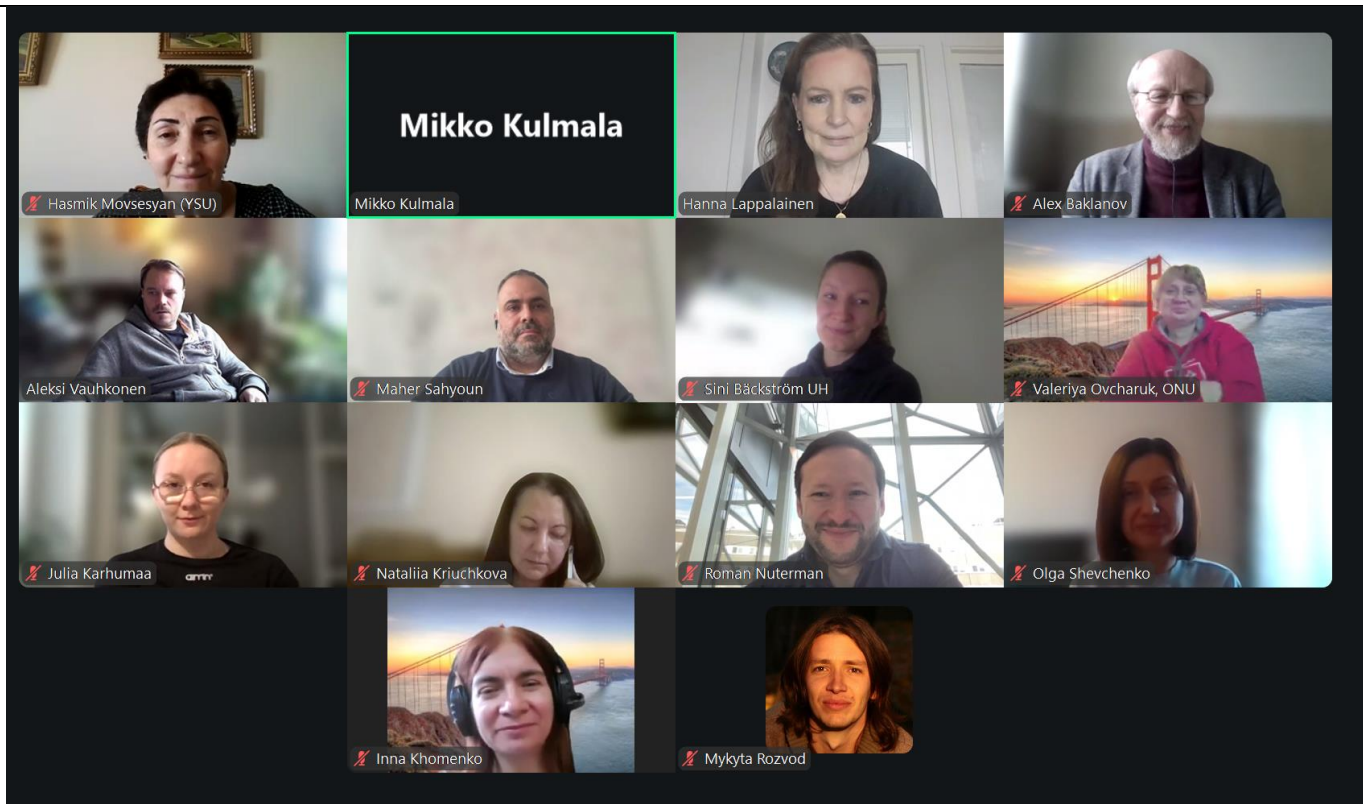 Mikko Kulmala
Hasmik Movsesyan (YSU)
Mikko Kulmala
Hanna Lappalainen
Alex Baklanov
Aleksi Vauhkonen
Maher Sahyoun
Sini Bäckström UH
Valeriya Ovcharuk, ONU
Julia Karhumaa
Nataliia Kriuchkova
Roman Nuterman
Olga Shevchenko
Inna Khomenko
Mykyta Rozvod